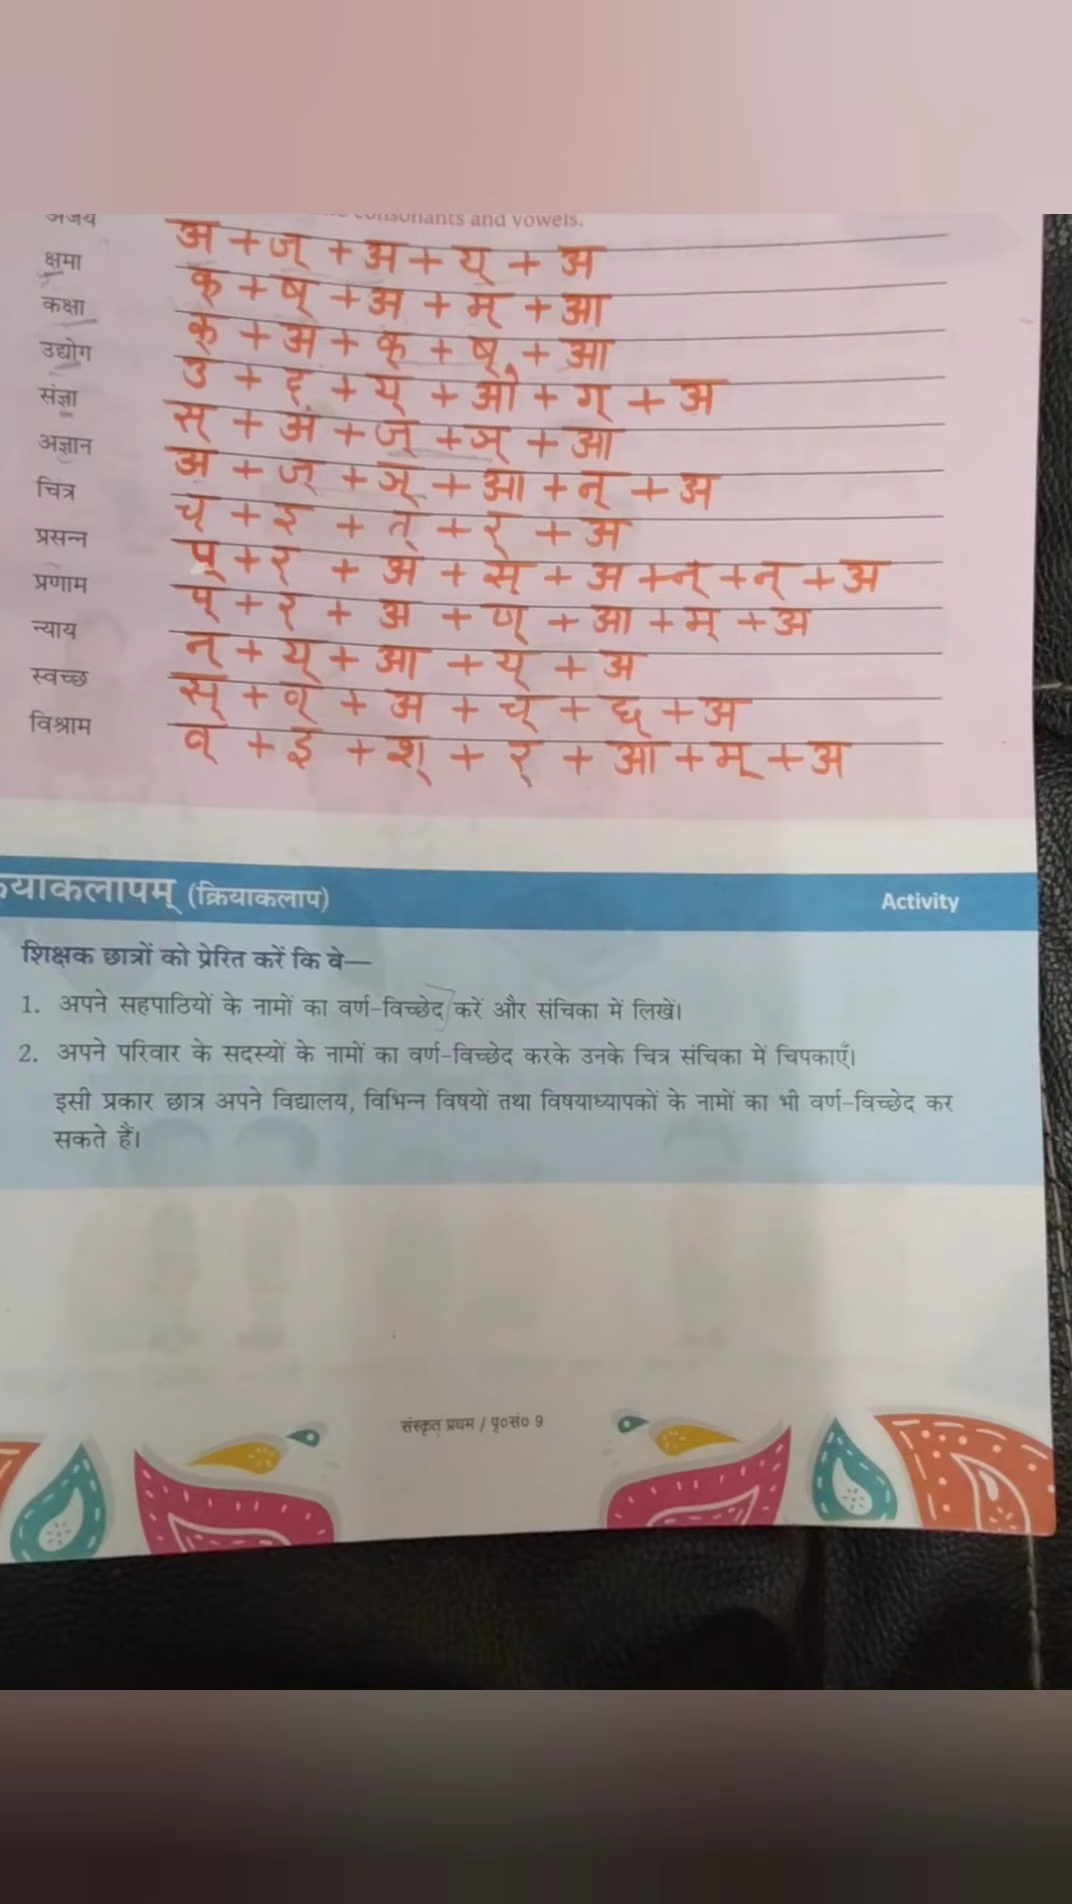 consonants and vowels.
अजय अ + ज् + अ + य् + अ
क्षमा क् + ष् + अ + म् + आ
कक्षा क् + अ + क् + ष् + आ
उद्योग उ + द् + य् + ओ + ग् + अ
संज्ञा स् + अं + ज् + ञ् + आ
अज्ञान अ + ज् + ञ् + आ + न् + अ
चित्र च् + इ + त् + र् + अ
प्रसन्न प् + र् + अ + स् + अ + न् + न् + अ
प्रणाम प् + र् + अ + ण् + आ + म् + अ
न्याय न् + य् + आ + य् + अ
स्वच्छ स् + व् + अ + च् + छ् + अ
विश्राम व् + इ + श् + र् + आ + म् + अ
याकलापम् (क्रियाकलाप) Activity
शिक्षक छात्रों को प्रेरित करें कि वे—
1. अपने सहपाठियों के नामों का वर्ण-विच्छेद करें और संचिका में लिखें।
2. अपने परिवार के सदस्यों के नामों का वर्ण-विच्छेद करके उनके चित्र संचिका में चिपकाएँ।
इसी प्रकार छात्र अपने विद्यालय, विभिन्न विषयों तथा विषयाध्यापकों के नामों का भी वर्ण-विच्छेद कर
सकते हैं।
संस्कृत प्रथम / पृ०सं० 9